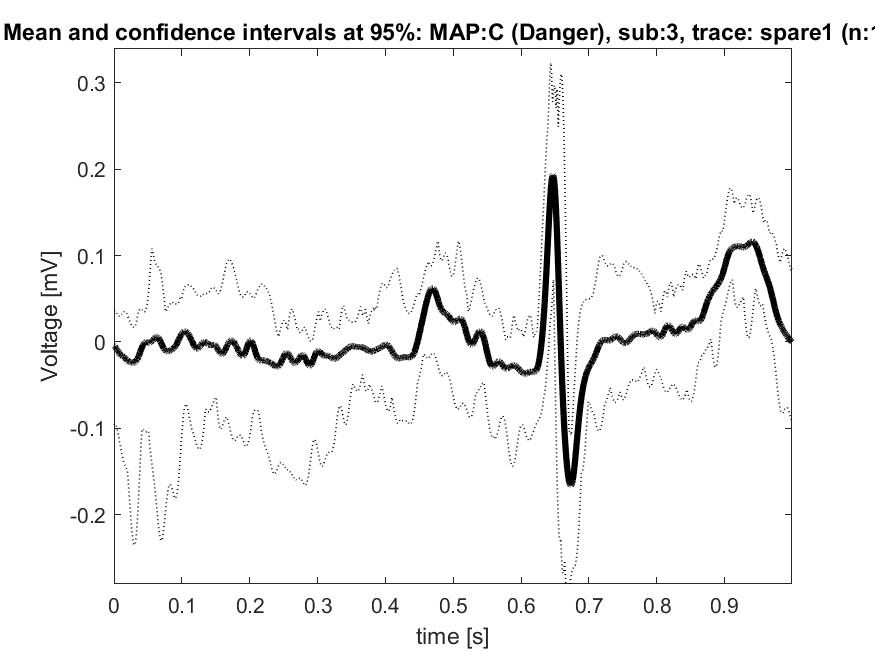 Mean and confidence intervals at 95%: MAP:C (Danger), sub:3, trace: spare1 (n:1
0.3
0.2
0.1
0
-0.1
-0.2
Voltage [mV]
0 0.1 0.2 0.3 0.4 0.5 0.6 0.7 0.8 0.9
time [s]